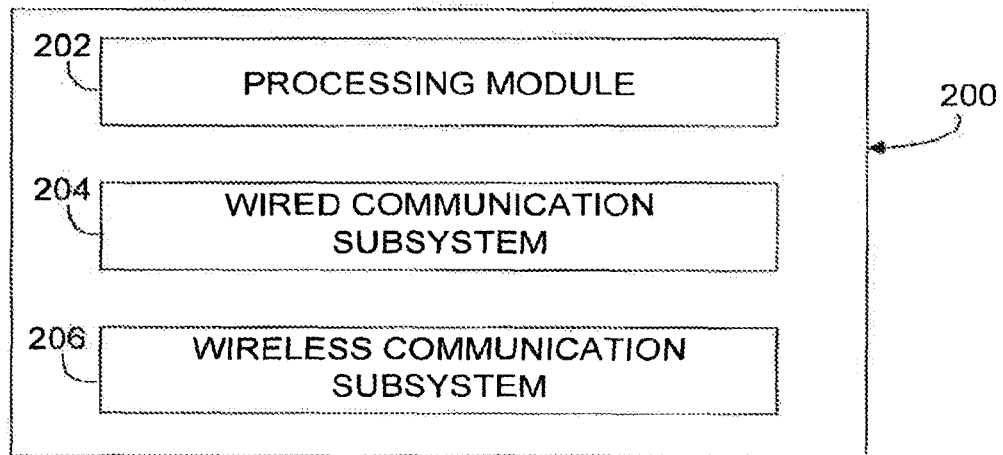 202
PROCESSING MODULE
200
204
WIRED COMMUNICATION
SUBSYSTEM
206
WIRELESS COMMUNICATION
SUBSYSTEM